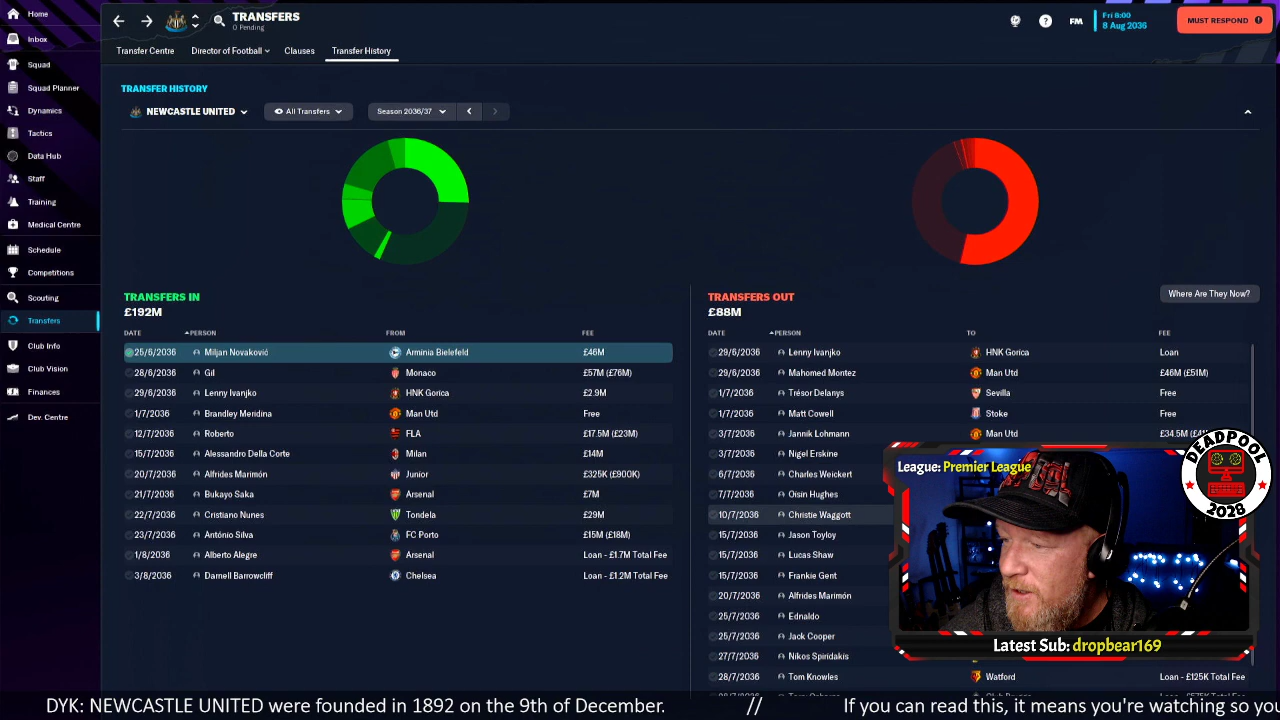 Home
Inbox
Squad
Squad Planner
Dynamics
Tactics
Data Hub
Staff
Training
Medical Centre
Schedule
Competitions
Scouting
Transfers
Club Info
Club Vision
Finances
Dev. Centre
TRANSFERS
0 Pending
FM
Fri 8:00
8 Aug 2036
MUST RESPOND
Transfer Centre
Director of Football
Clauses
Transfer History
TRANSFER HISTORY
NEWCASTLE UNITED
All Transfers
Season 2036/37
TRANSFERS IN
£192M
DATE PERSON FROM FEE
25/6/2036 Miljan Novaković Arminia Bielefeld £46M
28/6/2036 Gil Monaco £57M (£76M)
29/6/2036 Lenny Ivanjko HNK Gorica £2.9M
1/7/2036 Brandley Meridina Man Utd Free
12/7/2036 Roberto FLA £17.5M (£23M)
15/7/2036 Alessandro Della Corte Milan £14M
20/7/2036 Alfrides Marimón Junior £325K (£900K)
21/7/2036 Bukayo Saka Arsenal £7M
22/7/2036 Cristiano Nunes Tondela £29M
23/7/2036 António Silva FC Porto £15M (£18M)
1/8/2036 Alberto Alegre Arsenal Loan - £1.7M Total Fee
3/8/2036 Darnell Barrowcliff Chelsea Loan - £1.2M Total Fee
TRANSFERS OUT
£88M
Where Are They Now?
DATE PERSON TO FEE
29/6/2036 Lenny Ivanjko HNK Gorica Loan
29/6/2036 Mahomed Montez Man Utd £46M (£51M)
1/7/2036 Trésor Delanys Sevilla Free
1/7/2036 Matt Cowell Stoke Free
3/7/2036 Jannik Lohmann Man Utd £34.5M
3/7/2036 Nigel Erskine
6/7/2036 Charles Weickert
7/7/2036 Oisin Hughes
10/7/2036 Christie Waggott
15/7/2036 Jason Toyloy
15/7/2036 Lucas Shaw
15/7/2036 Frankie Gent
20/7/2036 Alfrides Marimón
25/7/2036 Ednaldo
25/7/2036 Jack Cooper
27/7/2036 Nikos Spiridakis
28/7/2036 Tom Knowles Watford Loan - £125K Total Fee
League: Premier League
DEADPOOL
2028
Latest Sub: dropbear169
DYK: NEWCASTLE UNITED were founded in 1892 on the 9th of December. // If you can read this, it means you're watching so you